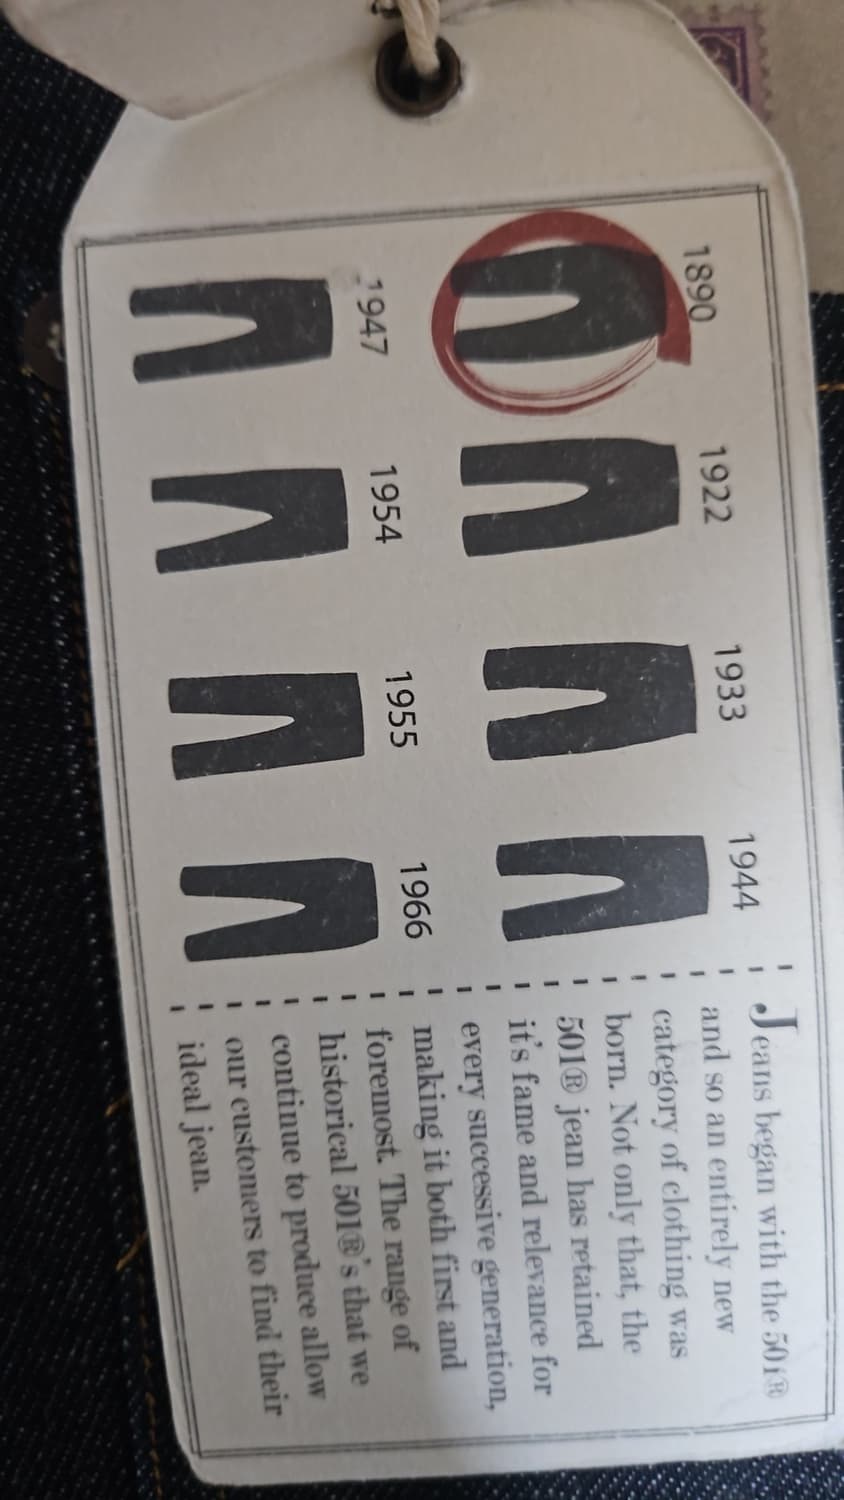 1890 1922 1933 1944
1947 1954 1955 1966
Jeans began with the 501®
and so an entirely new
category of clothing was
born. Not only that, the
501® jean has retained
it's fame and relevance for
every successive generation,
making it both first and
foremost. The range of
historical 501®'s that we
continue to produce allow
our customers to find their
ideal jean.